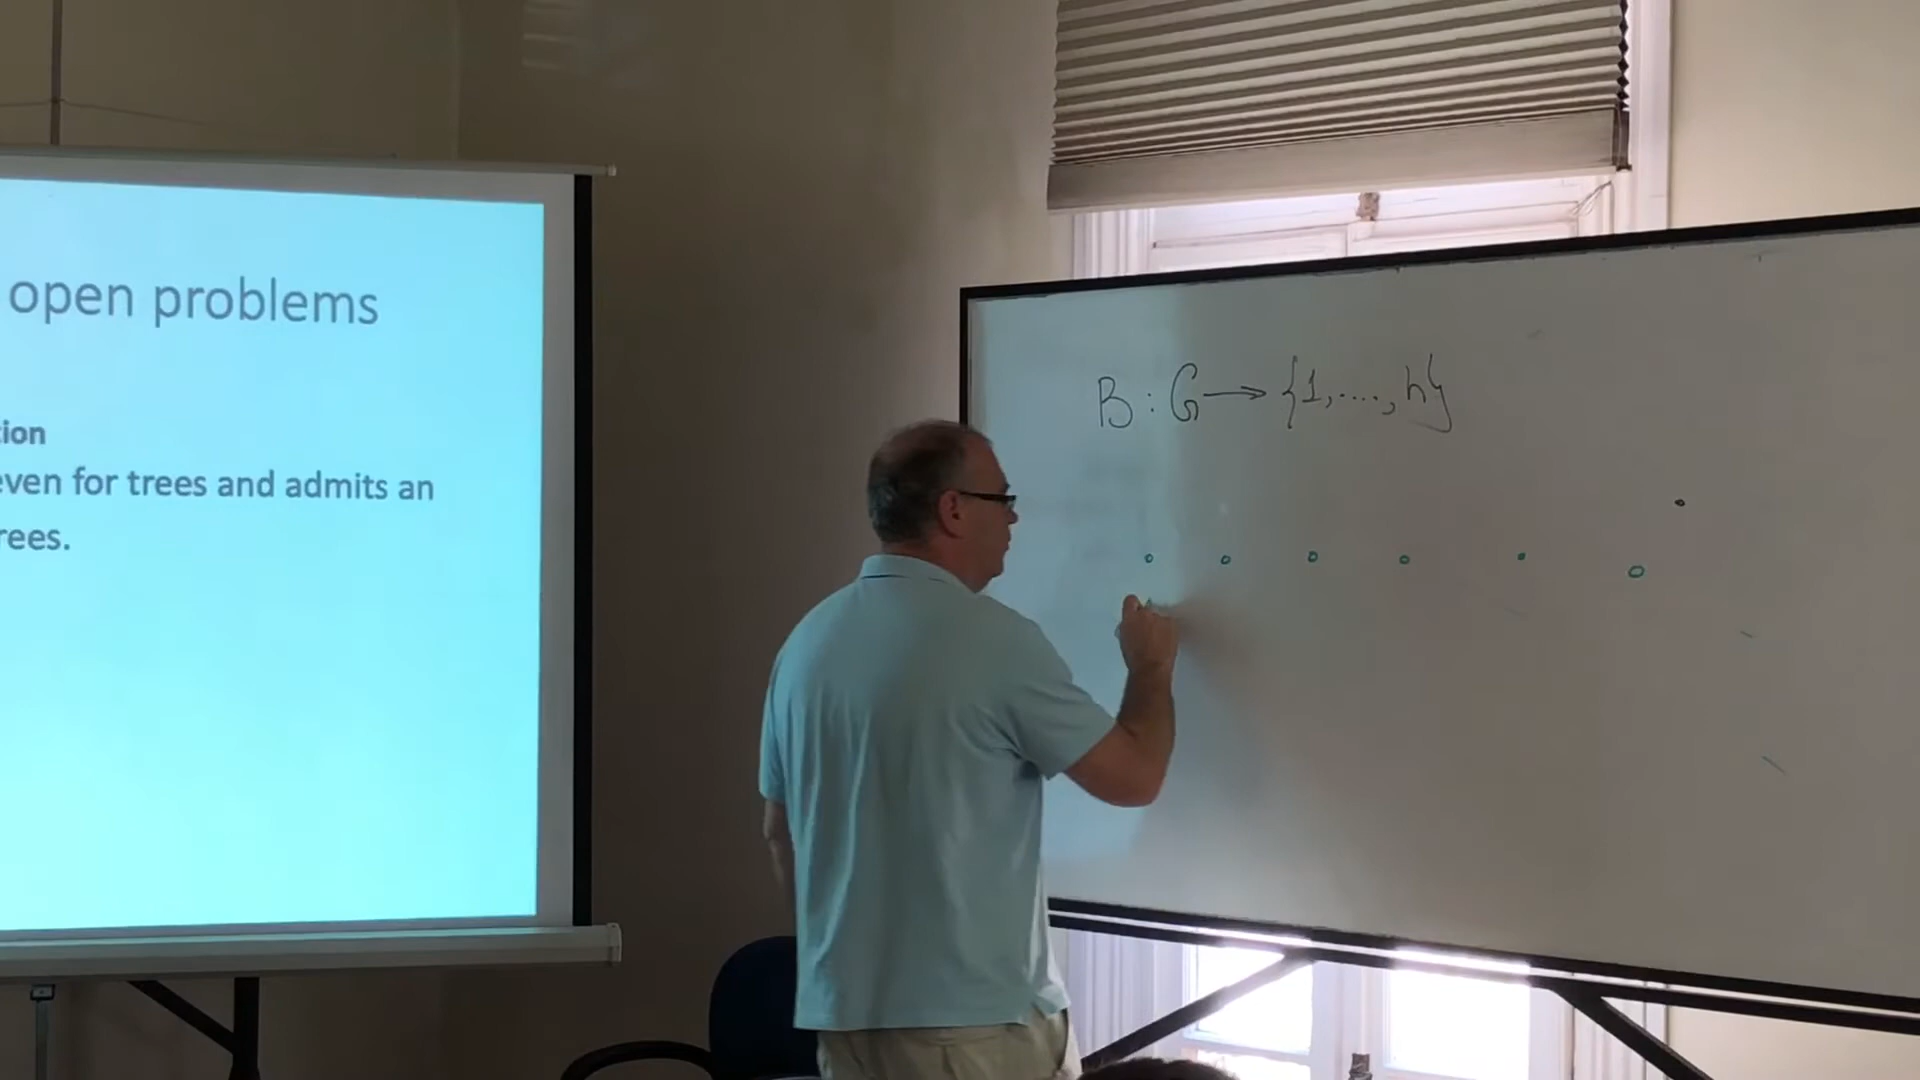 open problems
tion
even for trees and admits an
rees.
B : G → {1,....,n}